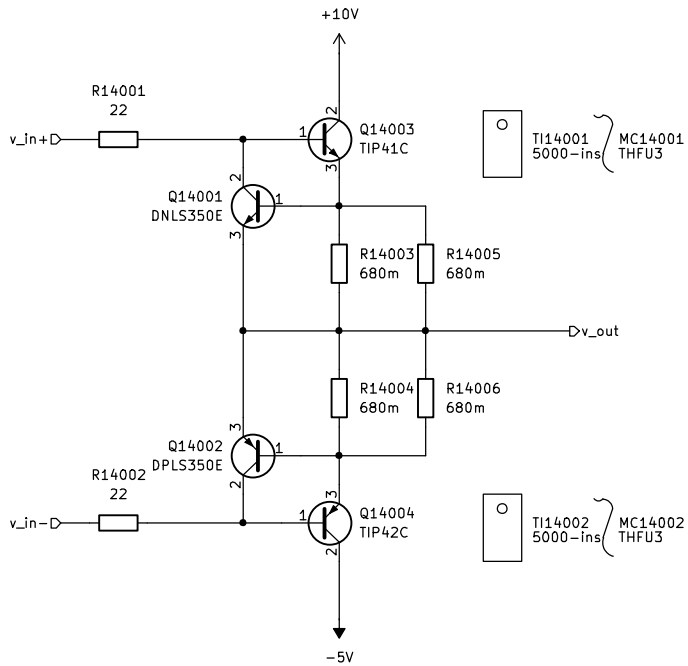 +10V
R14001
22
v_in+
1
2
3
Q14003
TIP41C
TI14001
5000-ins
MC14001
THFU3
Q14001
DNLS350E
2
1
3
R14003
680m
R14005
680m
v_out
R14004
680m
R14006
680m
Q14002
DPLS350E
3
1
2
R14002
22
v_in-
1
3
2
Q14004
TIP42C
TI14002
5000-ins
MC14002
THFU3
-5V